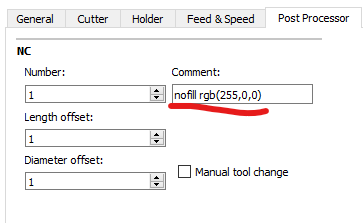 General Cutter Holder Feed & Speed Post Processor
NC
Number: Comment:
1 nofill rgb(255,0,0)
Length offset:
1
Diameter offset:
1 Manual tool change